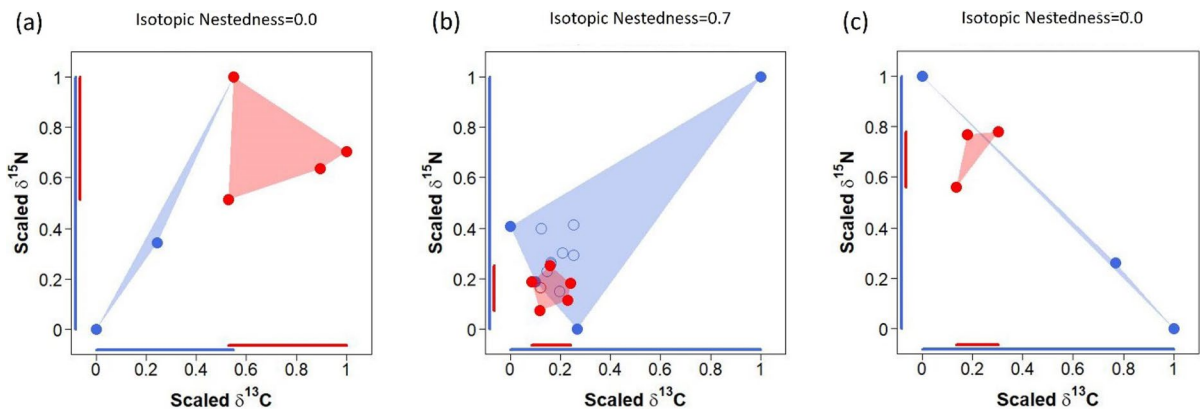 (a)
Isotopic Nestedness=0.0
Scaled δ15N
1
0.8
0.6
0.4
0.2
0
0 0.2 0.4 0.6 0.8 1
Scaled δ13C
(b)
Isotopic Nestedness=0.7
Scaled δ15N
1
0.8
0.6
0.4
0.2
0
0 0.2 0.4 0.6 0.8 1
Scaled δ13C
(c)
Isotopic Nestedness=0.0
Scaled δ15N
1
0.8
0.6
0.4
0.2
0
0 0.2 0.4 0.6 0.8 1
Scaled δ13C